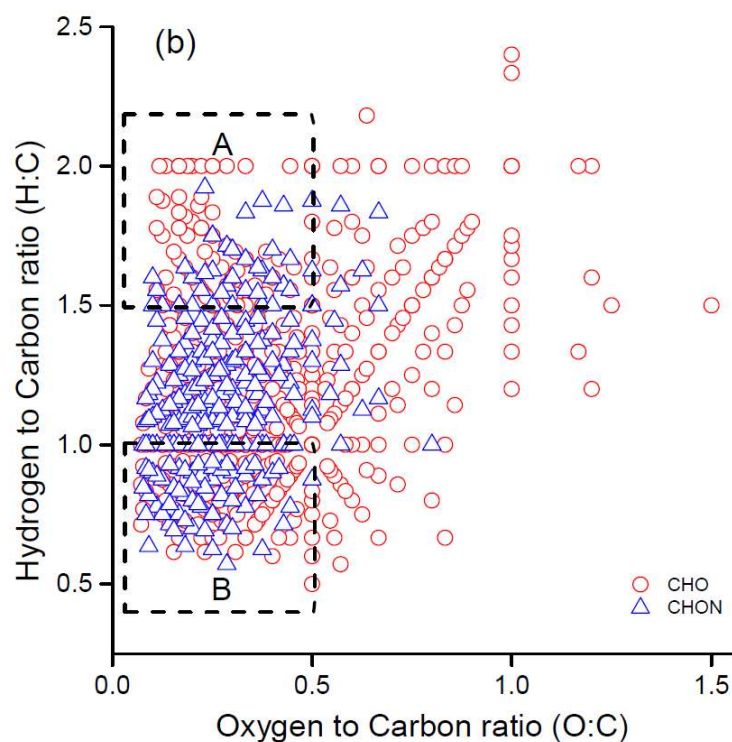 (b)
2.5
A
2.0
1.5
1.0
B
0.5
0.0
0.5
1.0
1.5
Hydrogen to Carbon ratio (H:C)
Oxygen to Carbon ratio (O:C)
CHO
CHON